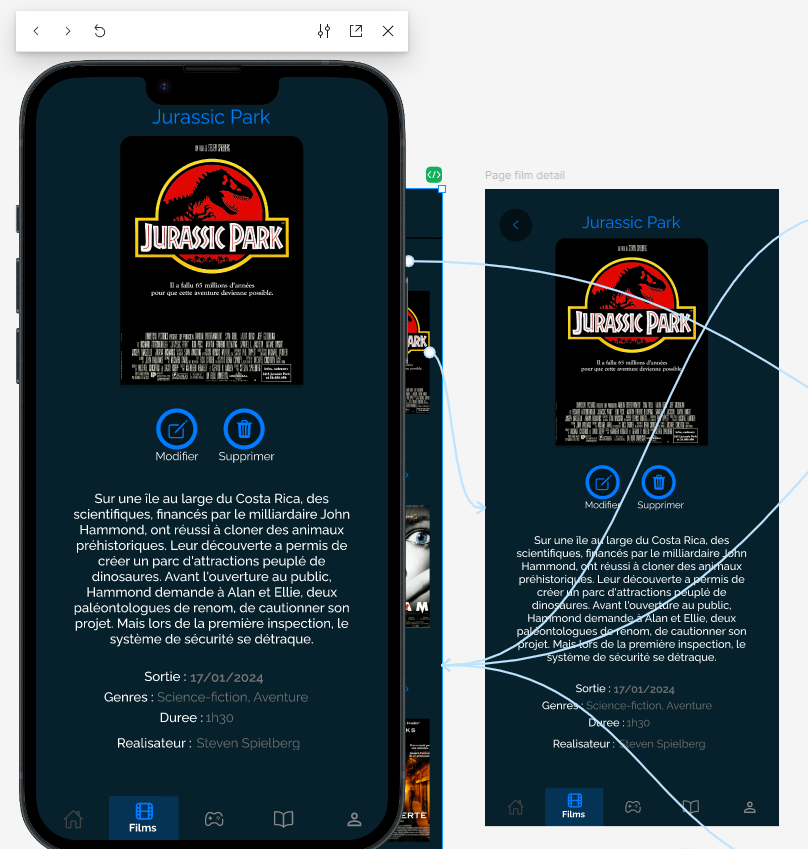 Jurassic Park
JURASSIC PARK
Il a fallu 65 millions d'années
pour que cette aventure devienne possible.
Modifier
Supprimer
Sur une île au large du Costa Rica, des
scientifiques, financés par le milliardaire John
Hammond, ont réussi à cloner des animaux
préhistoriques. Leur découverte a permis de
créer un parc d'attractions peuplé de
dinosaures. Avant l'ouverture au public,
Hammond demande à Alan et Ellie, deux
paléontologues de renom, de cautionner son
projet. Mais lors de la première inspection, le
système de sécurité se détraque.
Sortie : 17/01/2024
Genres : Science-fiction, Aventure
Duree : 1h30
Realisateur : Steven Spielberg
Films
Page film detail
Jurassic Park
JURASSIC PARK
Il a fallu 65 millions d'années
pour que cette aventure devienne possible.
Modifier
Supprimer
Sur une île au large du Costa Rica, des
scientifiques, financés par le milliardaire John
Hammond, ont réussi à cloner des animaux
préhistoriques. Leur découverte a permis de
créer un parc d'attractions peuplé de
dinosaures. Avant l'ouverture au public,
Hammond demande à Alan et Ellie, deux
paléontologues de renom, de cautionner son
projet. Mais lors de la première inspection, le
système de sécurité se détraque.
Sortie : 17/01/2024
Genres : Science-fiction, Aventure
Duree : 1h30
Realisateur : Steven Spielberg
Films